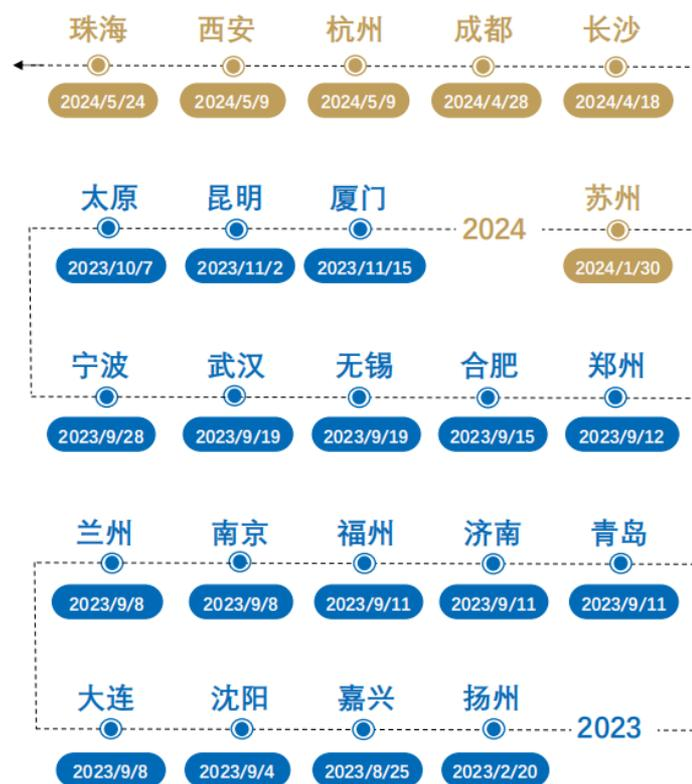 珠海 西安 杭州 成都 长沙
2024/5/24 2024/5/9 2024/5/9 2024/4/28 2024/4/18
太原 昆明 厦门 2024 苏州
2023/10/7 2023/11/2 2023/11/15 2024/1/30
宁波 武汉 无锡 合肥 郑州
2023/9/28 2023/9/19 2023/9/19 2023/9/15 2023/9/12
兰州 南京 福州 济南 青岛
2023/9/8 2023/9/8 2023/9/11 2023/9/11 2023/9/11
大连 沈阳 嘉兴 扬州 2023
2023/9/8 2023/9/4 2023/8/25 2023/2/20